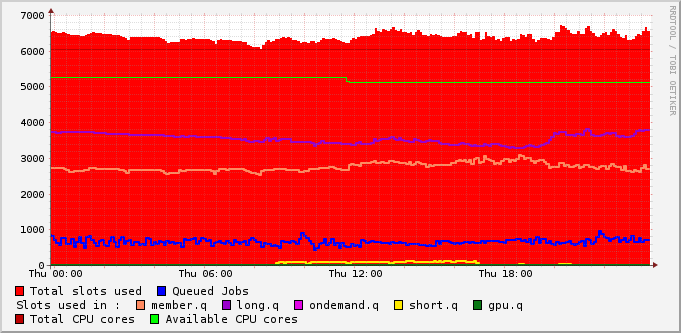 7000
6000
5000
4000
3000
2000
1000
0
Thu 00:00 Thu 06:00 Thu 12:00 Thu 18:00
Total slots used Queued Jobs
Slots used in : member.q long.q ondemand.q short.q gpu.q
Total CPU cores Available CPU cores
RRDTOOL / TOBI OETIKER